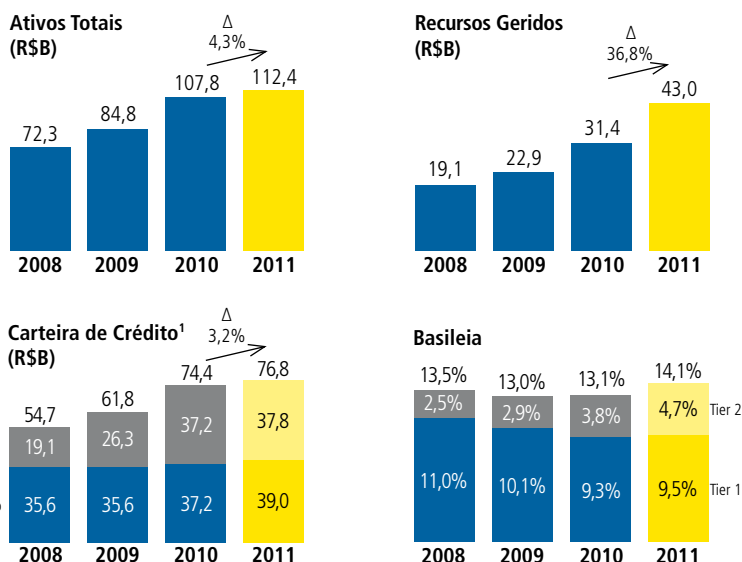 Ativos Totais
(R$B)
Δ
4,3%
72,3
84,8
107,8
112,4
2008 2009 2010 2011
Recursos Geridos
(R$B)
Δ
36,8%
19,1
22,9
31,4
43,0
2008 2009 2010 2011
Carteira de Crédito¹
(R$B)
Δ
3,2%
54,7
61,8
74,4
76,8
19,1
26,3
37,2
37,8
35,6
35,6
37,2
39,0
2008 2009 2010 2011
Basileia
13,5%
13,0%
13,1%
14,1%
2,5%
2,9%
3,8%
4,7%
Tier 2
11,0%
10,1%
9,3%
9,5%
Tier 1
2008 2009 2010 2011